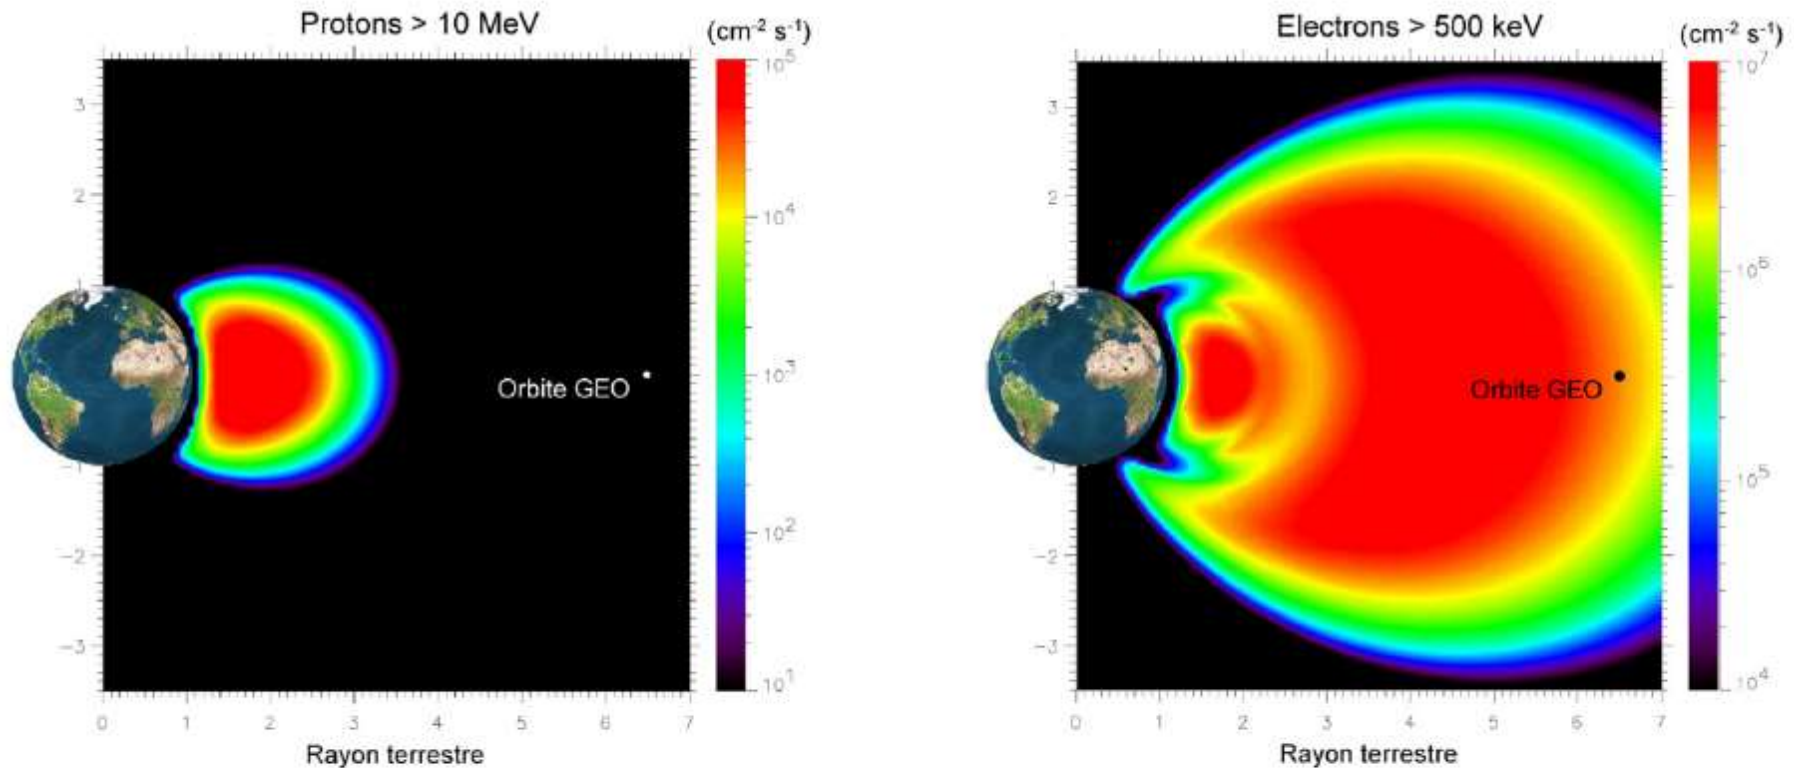 Protons > 10 MeV
(cm⁻² s⁻¹)
10⁵
10⁴
10³
10²
10¹
3
2
1
-1
-2
-3
Orbite GEO
0 1 2 3 4 5 6 7
Rayon terrestre
Electrons > 500 keV
(cm⁻² s⁻¹)
10⁷
10⁶
10⁵
10⁴
3
2
1
-1
-2
-3
Orbite GEO
0 1 2 3 4 5 6 7
Rayon terrestre